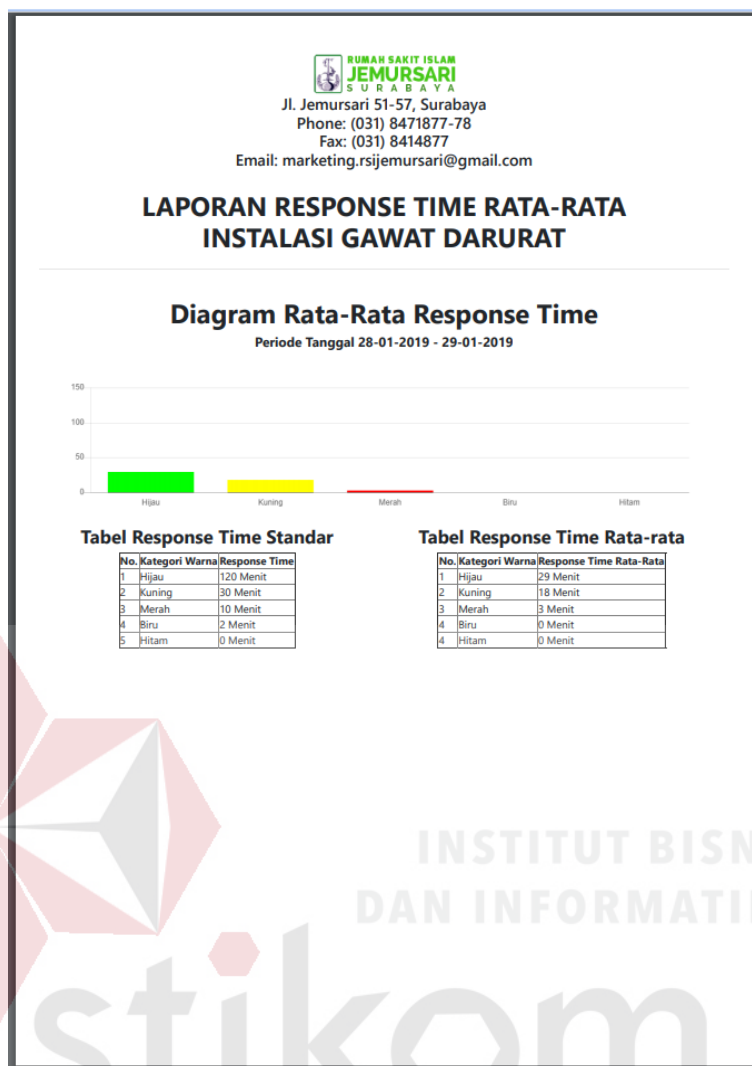 RUMAH SAKIT ISLAM
JEMURSARI
SURABAYA
Jl. Jemursari 51-57, Surabaya
Phone: (031) 8471877-78
Fax: (031) 8414877
Email: marketing.rsijemursari@gmail.com
LAPORAN RESPONSE TIME RATA-RATA
INSTALASI GAWAT DARURAT
Diagram Rata-Rata Response Time
Periode Tanggal 28-01-2019 - 29-01-2019
150
100
50
0
Hijau Kuning Merah Biru Hitam
Tabel Response Time Standar
No. Kategori Warna Response Time
1 Hijau 120 Menit
2 Kuning 30 Menit
3 Merah 10 Menit
4 Biru 2 Menit
5 Hitam 0 Menit
Tabel Response Time Rata-rata
No. Kategori Warna Response Time Rata-Rata
1 Hijau 29 Menit
2 Kuning 18 Menit
3 Merah 3 Menit
4 Biru 0 Menit
4 Hitam 0 Menit
INSTITUT BISN
DAN INFORMATI
stikom